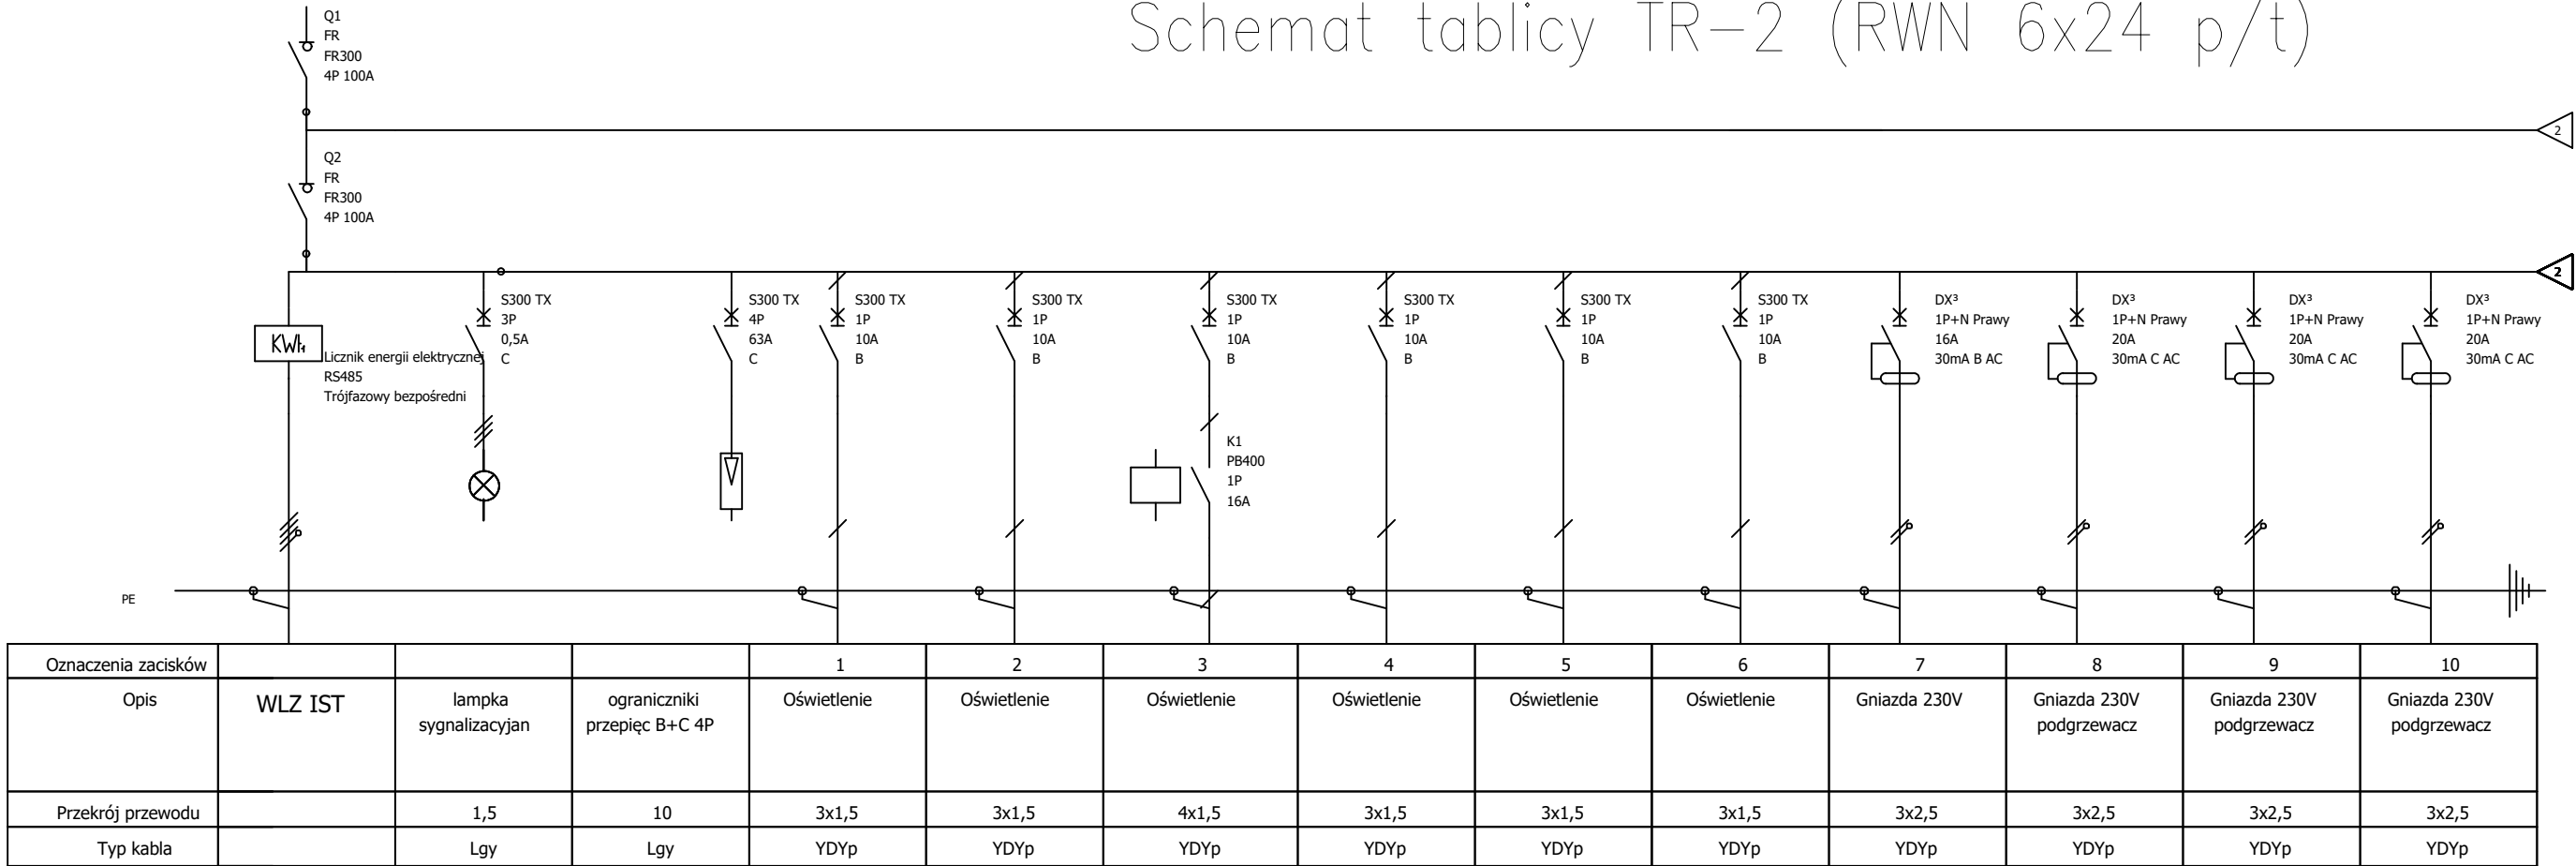 Schemat tablicy TR-2 (RWN 6x24 p/t)
Q1
FR
FR300
4P 100A
2
Q2
FR
FR300
4P 100A
2
KWh
Licznik energii elektrycznej
RS485
Trójfazowy bezpośredni
S300 TX
3P
0,5A
C
S300 TX
4P
63A
C
S300 TX
1P
10A
B
S300 TX
1P
10A
B
S300 TX
1P
10A
B
K1
PB400
1P
16A
S300 TX
1P
10A
B
S300 TX
1P
10A
B
S300 TX
1P
10A
B
DX³
1P+N Prawy
16A
30mA B AC
DX³
1P+N Prawy
20A
30mA C AC
DX³
1P+N Prawy
20A
30mA C AC
DX³
1P+N Prawy
20A
30mA C AC
PE
Oznaczenia zacisków 1 2 3 4 5 6 7 8 9 10
Opis WLZ IST lampka ograniczniki Oświetlenie Oświetlenie Oświetlenie Oświetlenie Oświetlenie Oświetlenie Gniazda 230V Gniazda 230V Gniazda 230V Gniazda 230V
sygnalizacyjan przepięc B+C 4P podgrzewacz podgrzewacz podgrzewacz
Przekrój przewodu 1,5 10 3x1,5 3x1,5 4x1,5 3x1,5 3x1,5 3x1,5 3x2,5 3x2,5 3x2,5 3x2,5
Typ kabla Lgy Lgy YDYp YDYp YDYp YDYp YDYp YDYp YDYp YDYp YDYp YDYp